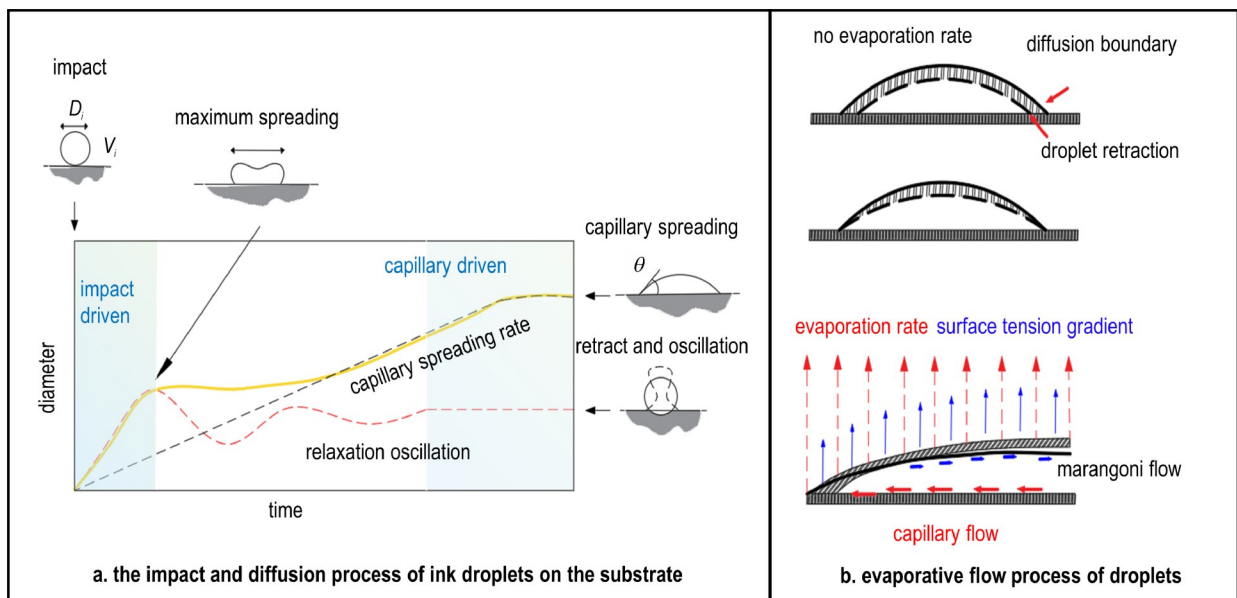 impact
D_i
V_i
maximum spreading
impact
driven
capillary driven
capillary spreading
θ
capillary spreading rate
retract and oscillation
relaxation oscillation
diameter
time
a. the impact and diffusion process of ink droplets on the substrate
no evaporation rate
diffusion boundary
droplet retraction
evaporation rate surface tension gradient
marangoni flow
capillary flow
b. evaporative flow process of droplets